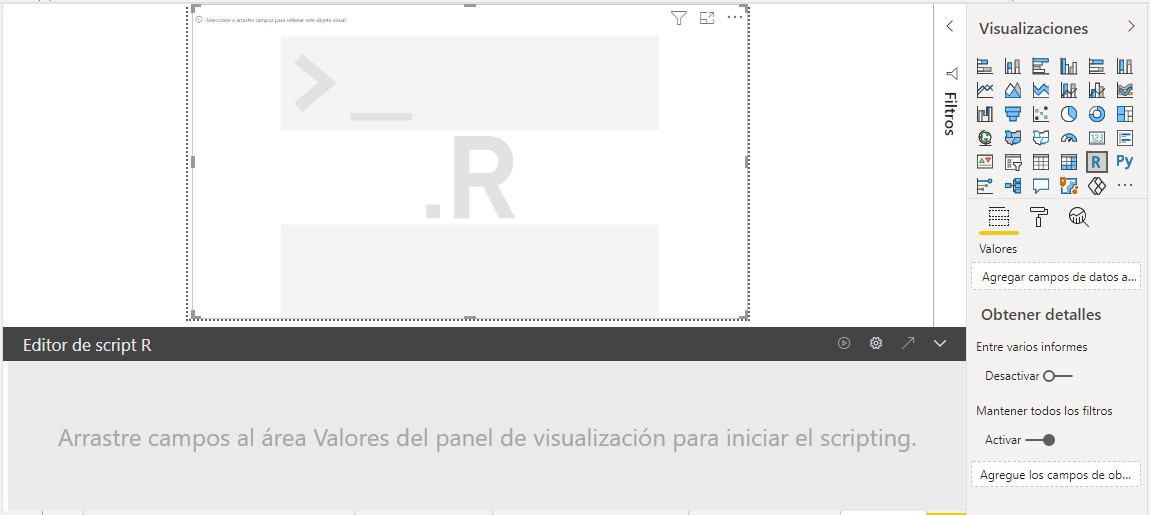 Seleccione o arrastre campos para rellenar este objeto visual.
>_
.R
Filtros
Visualizaciones
123
R
Py
Valores
Agregar campos de datos a...
Obtener detalles
Entre varios informes
Desactivar
Mantener todos los filtros
Activar
Agregue los campos de ob...
Editor de script R
Arrastre campos al área Valores del panel de visualización para iniciar el scripting.